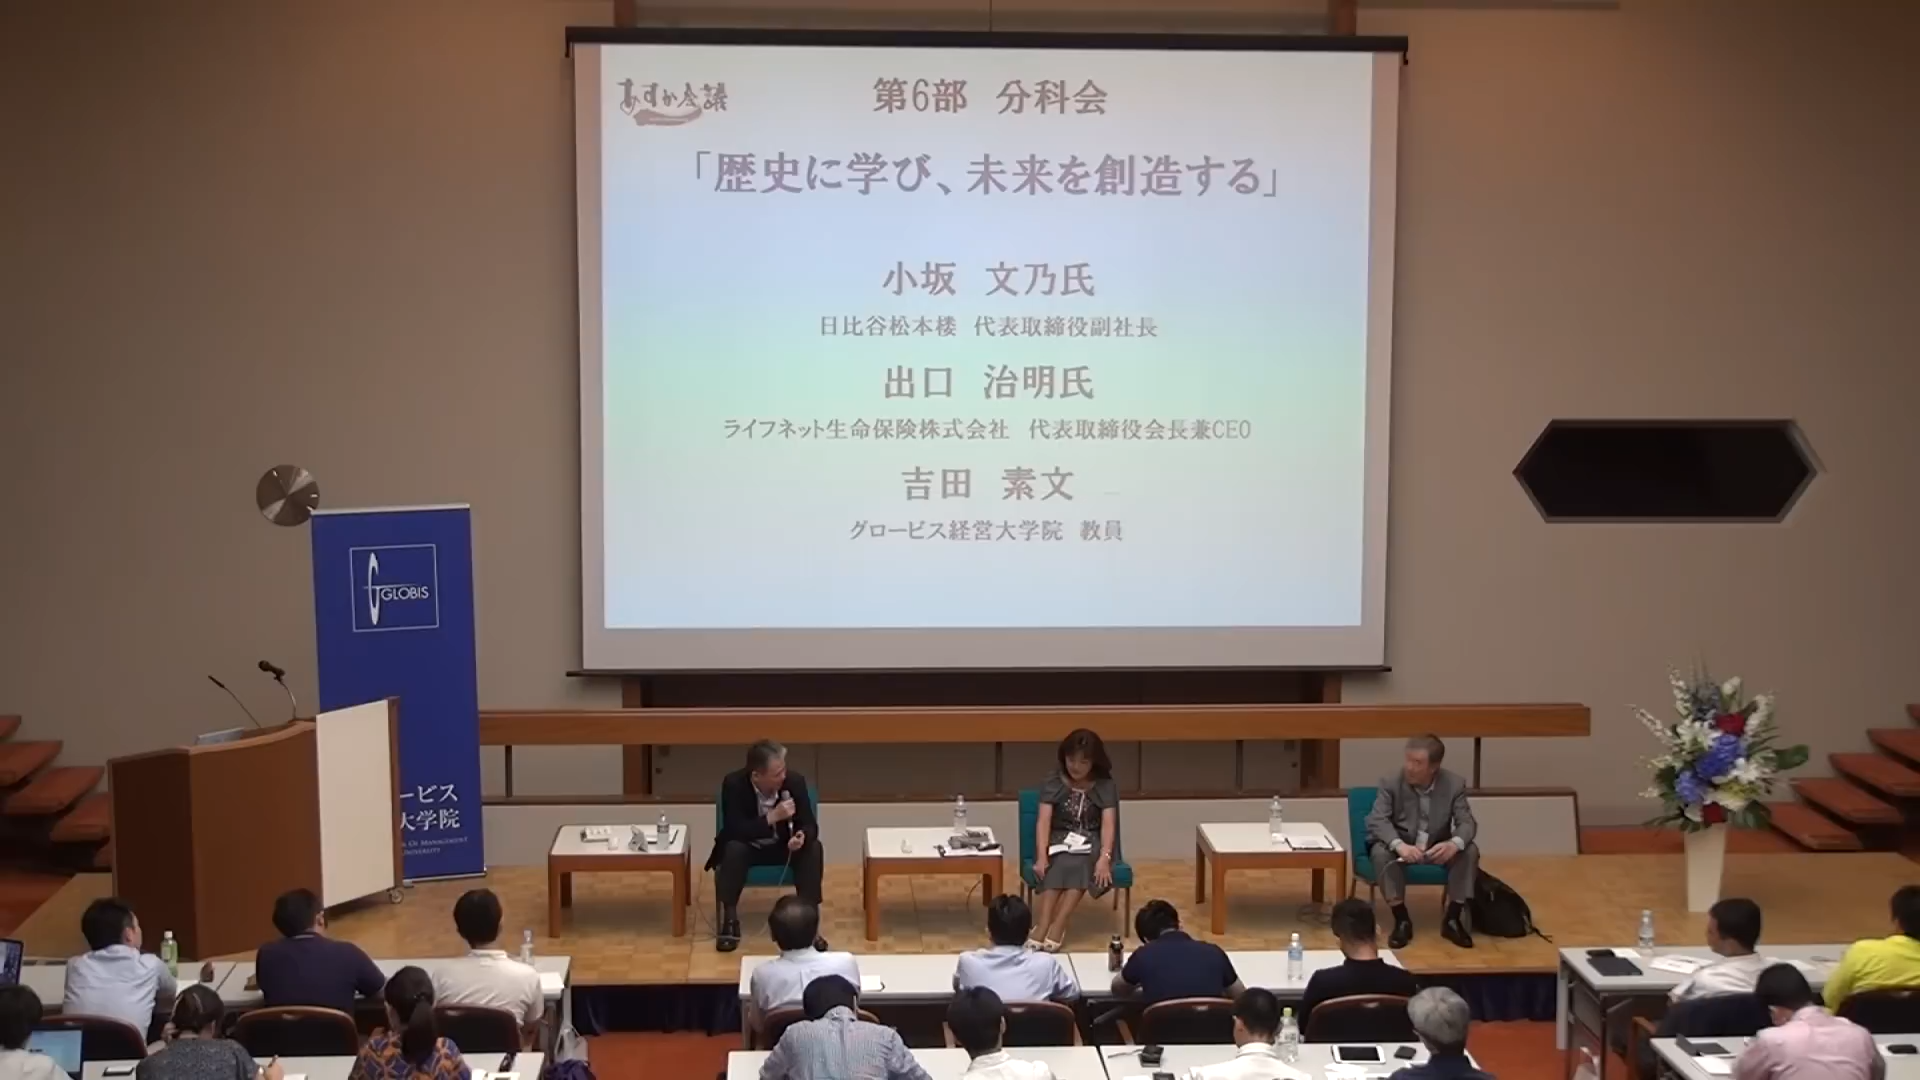 あすか会議
第6部 分科会
「歴史に学び、未来を創造する」
小坂 文乃氏
日比谷松本楼 代表取締役副社長
出口 治明氏
ライフネット生命保険株式会社 代表取締役会長兼CEO
吉田 素文
グロービス経営大学院 教員
GLOBIS
ービス
大学院
OF MANAGEMENT
UNIVERSITY